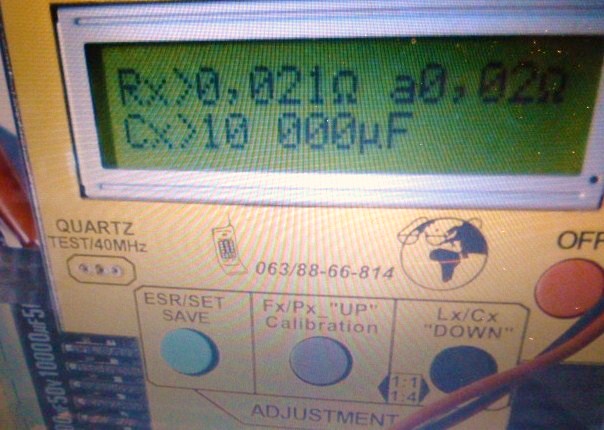 Rx>0,021Ω a0,02Ω
Cx>10 000µF
QUARTZ
TEST/40MHz
063/88-66-814
OFF
ESR/SET
SAVE
Fx/Px_"UP"
Calibration
Lx/Cx
"DOWN"
1:1
1:4
ADJUSTMENT
50v10000µF